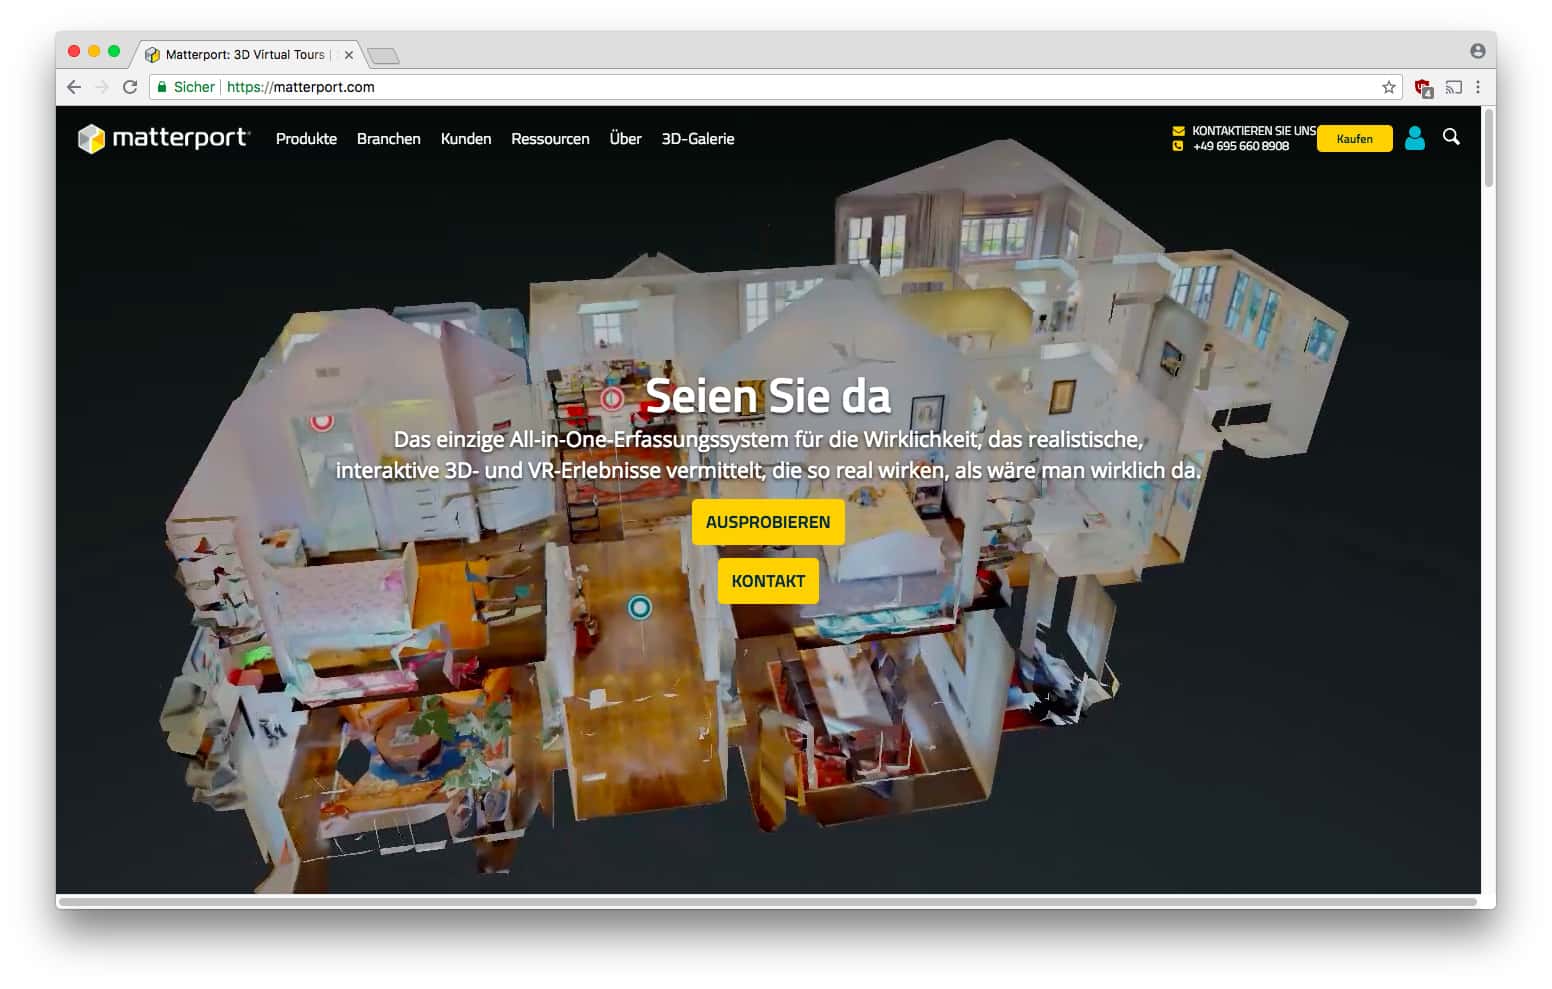 Matterport: 3D Virtual Tours |
Sicher https://matterport.com
4
matterport
Produkte Branchen Kunden Ressourcen Über 3D-Galerie
KONTAKTIEREN SIE UNS
+49 695 660 8908
Kaufen
Seien Sie da
Das einzige All-in-One-Erfassungssystem für die Wirklichkeit, das realistische,
interaktive 3D- und VR-Erlebnisse vermittelt, die so real wirken, als wäre man wirklich da.
AUSPROBIEREN
KONTAKT